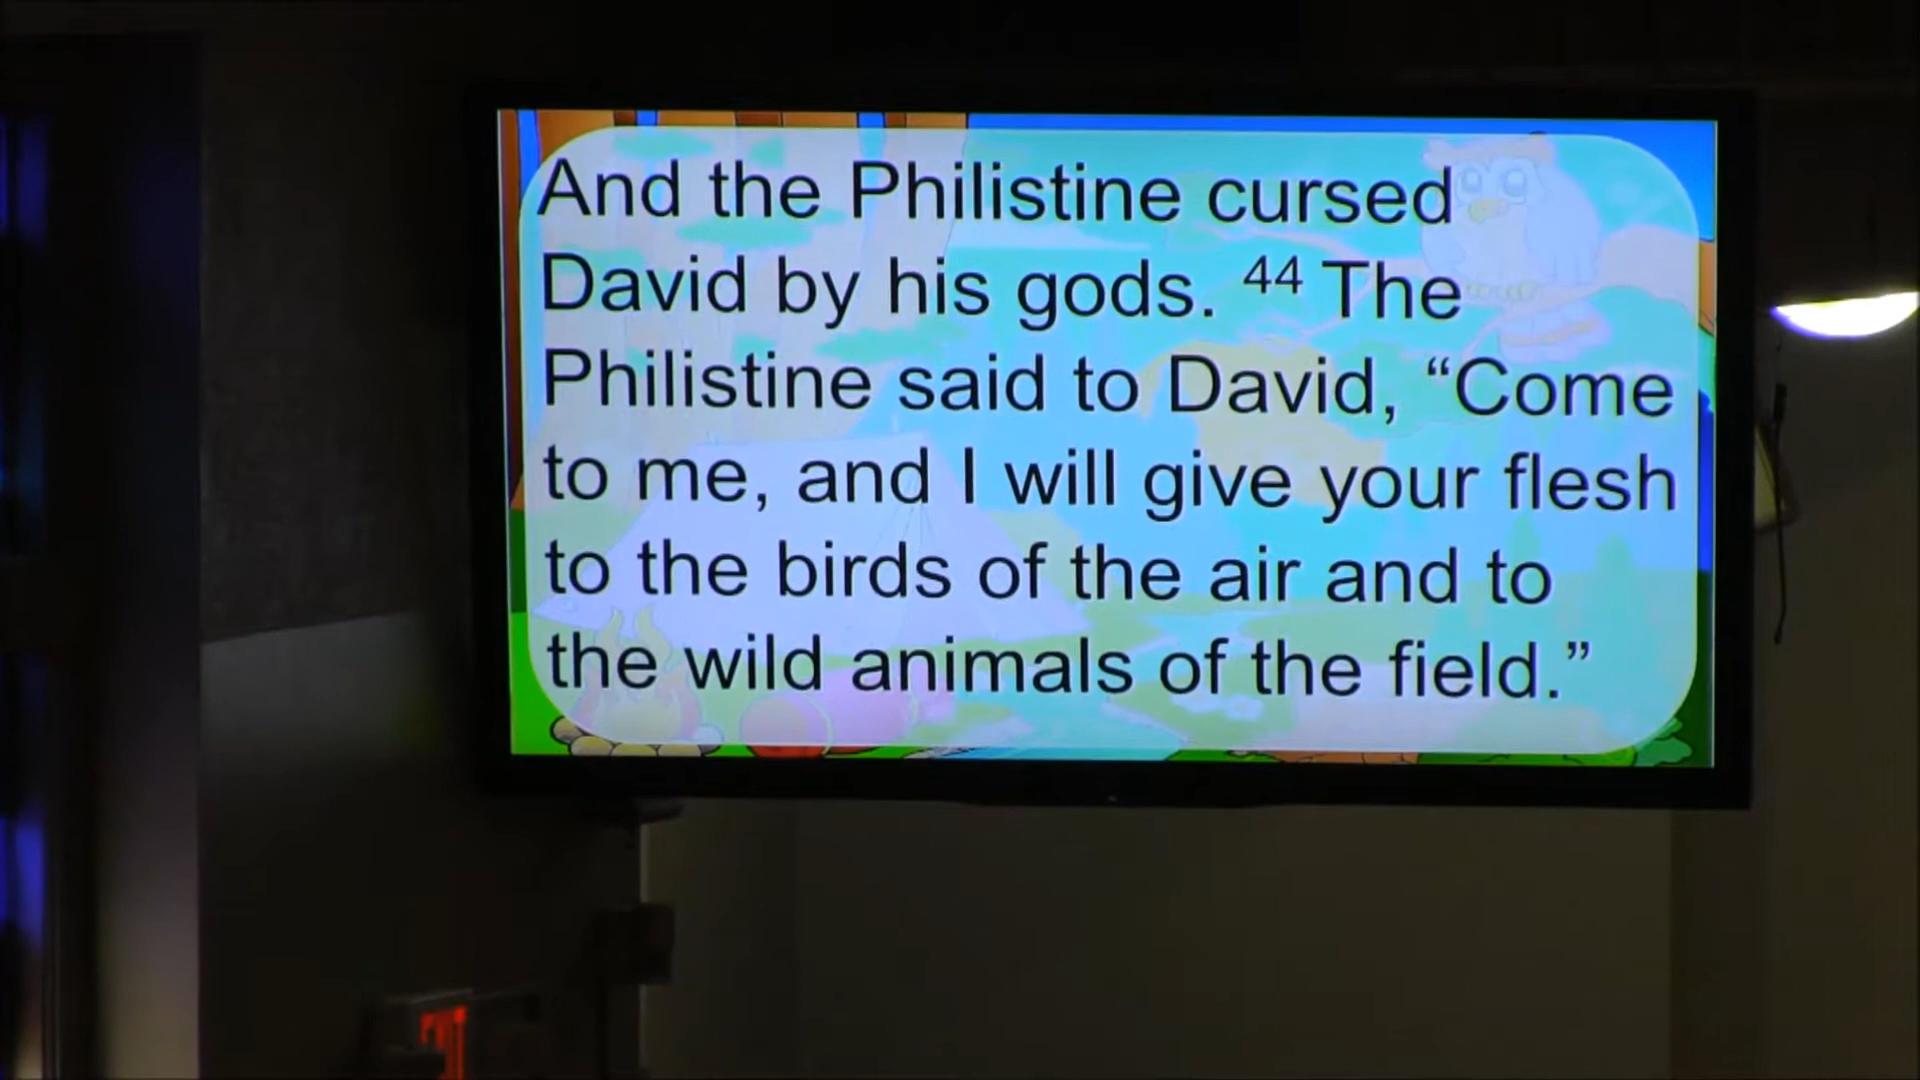 And the Philistine cursed
David by his gods. 44 The
Philistine said to David, “Come
to me, and I will give your flesh
to the birds of the air and to
the wild animals of the field.”